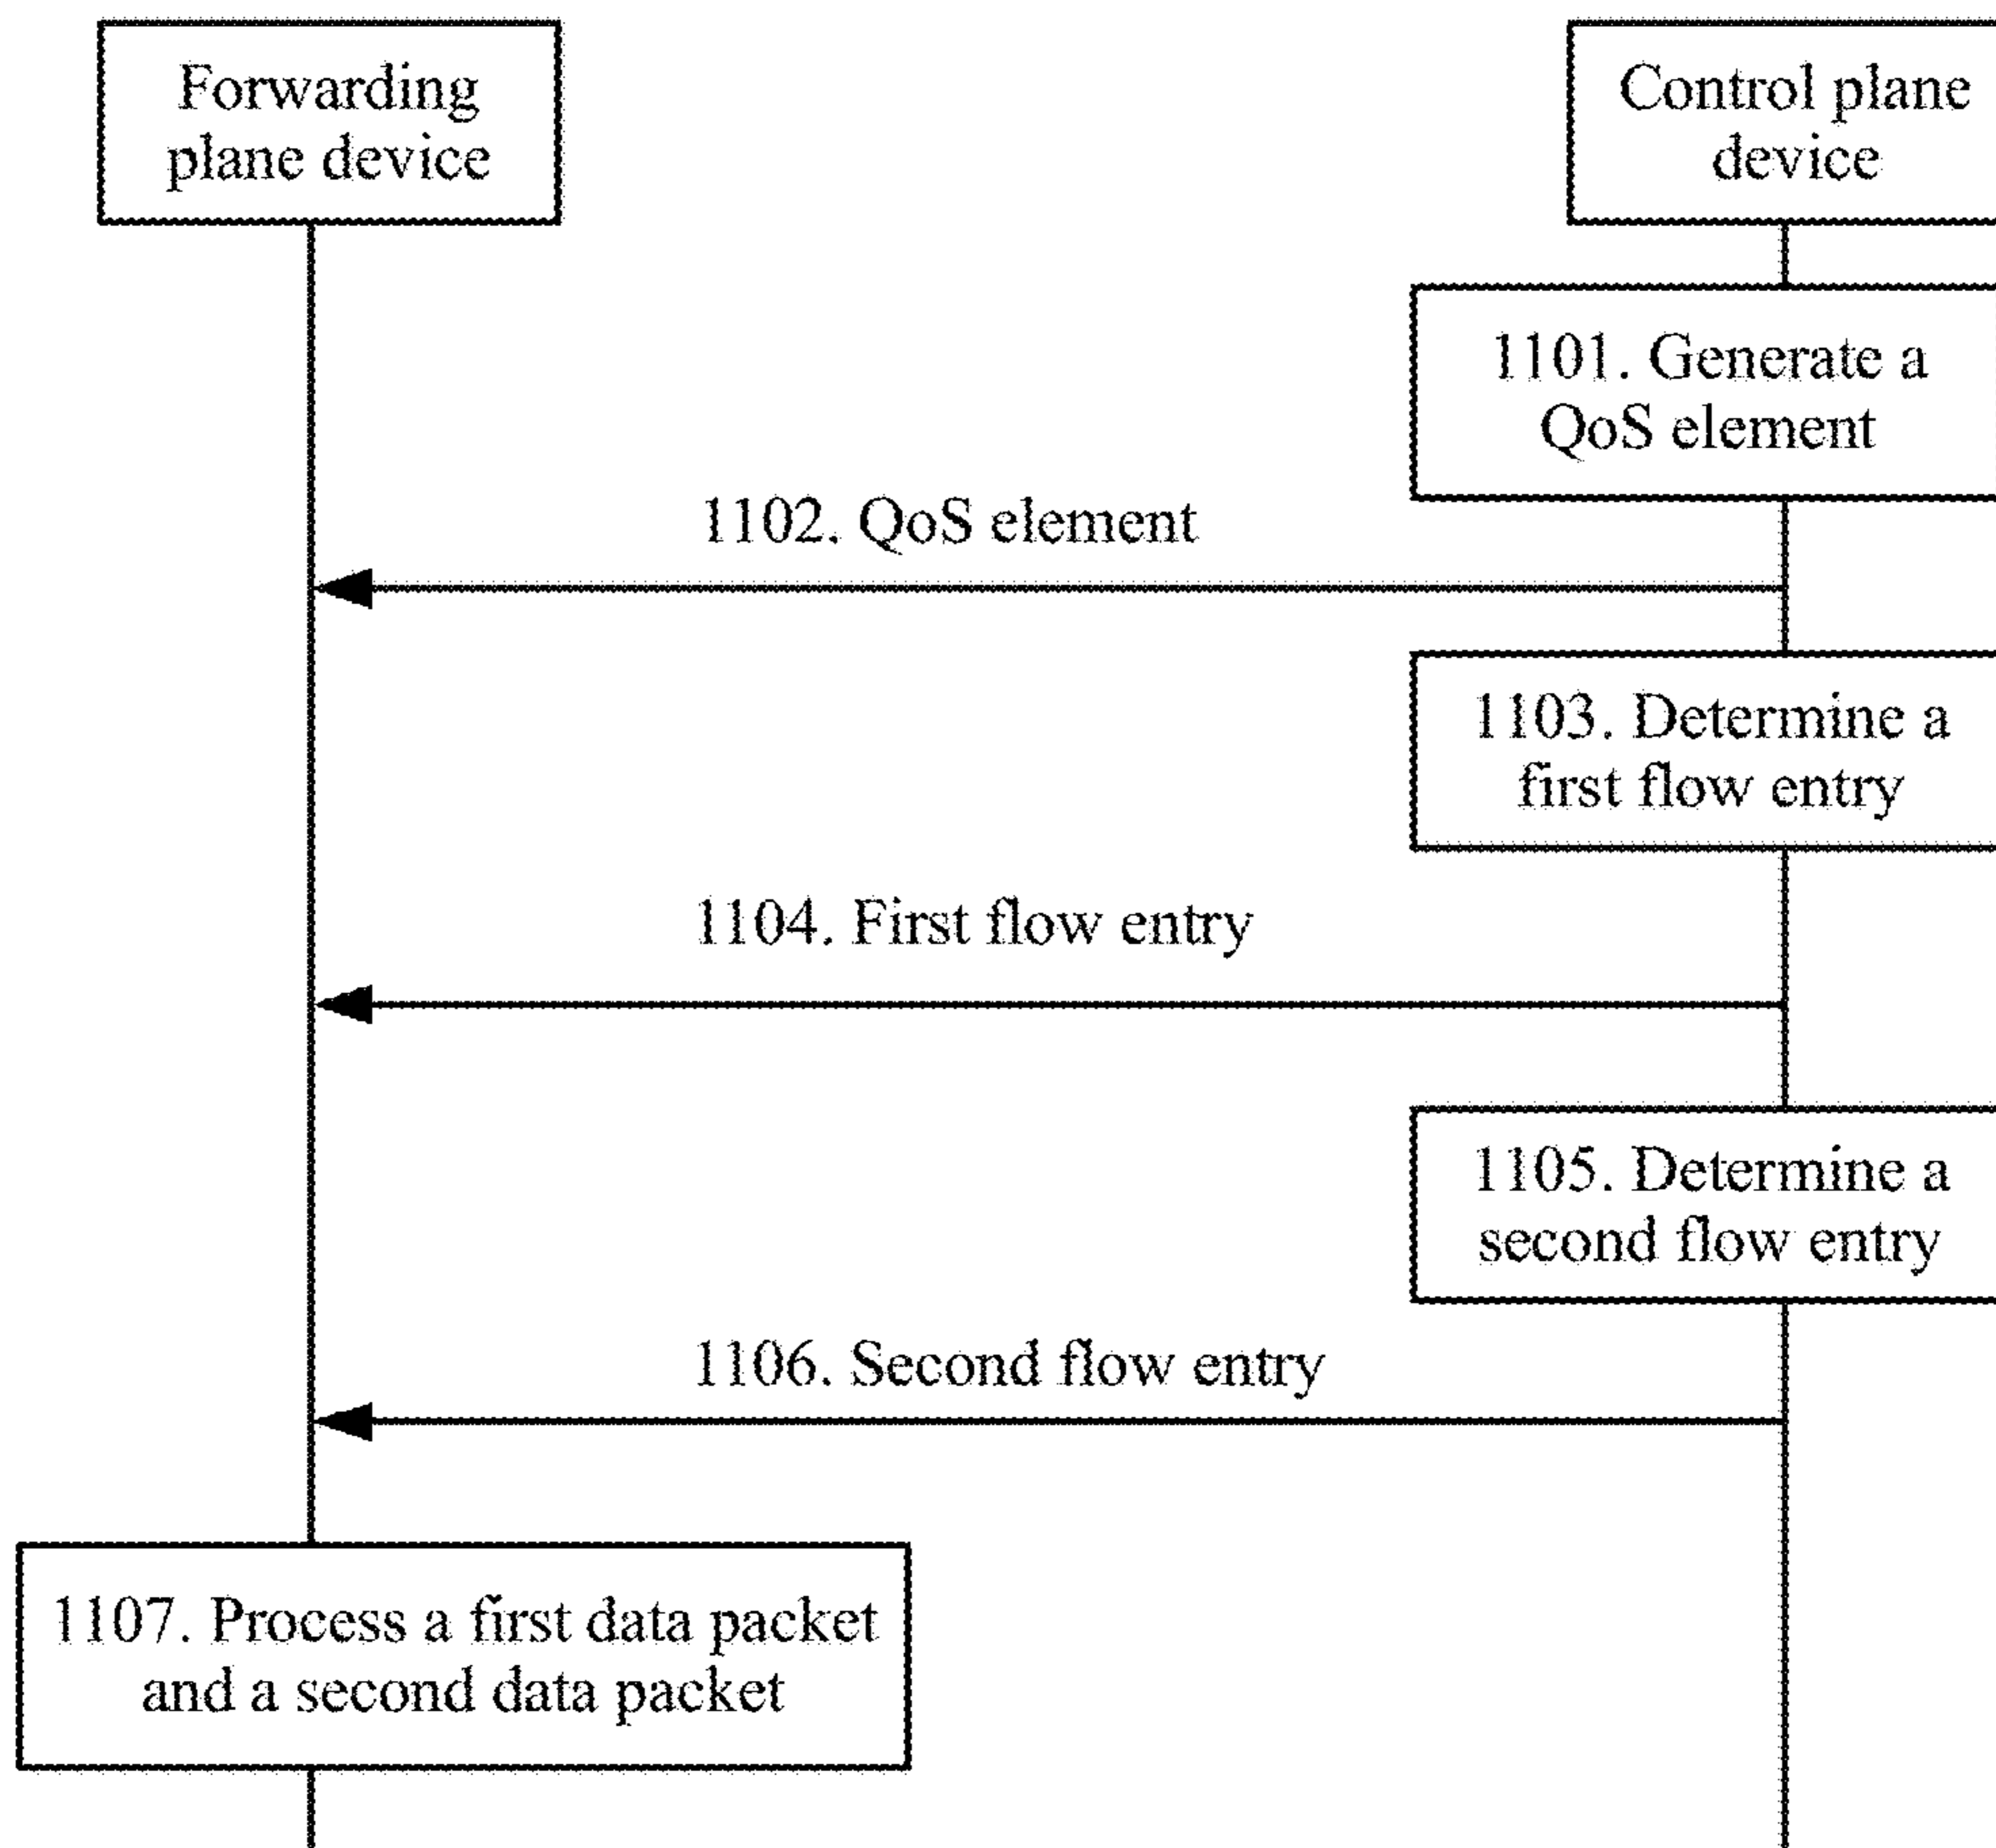 Forwarding
plane device
Control plane
device
1101. Generate a
QoS element
1102. QoS element
1103. Determine a
first flow entry
1104. First flow entry
1105. Determine a
second flow entry
1106. Second flow entry
1107. Process a first data packet
and a second data packet